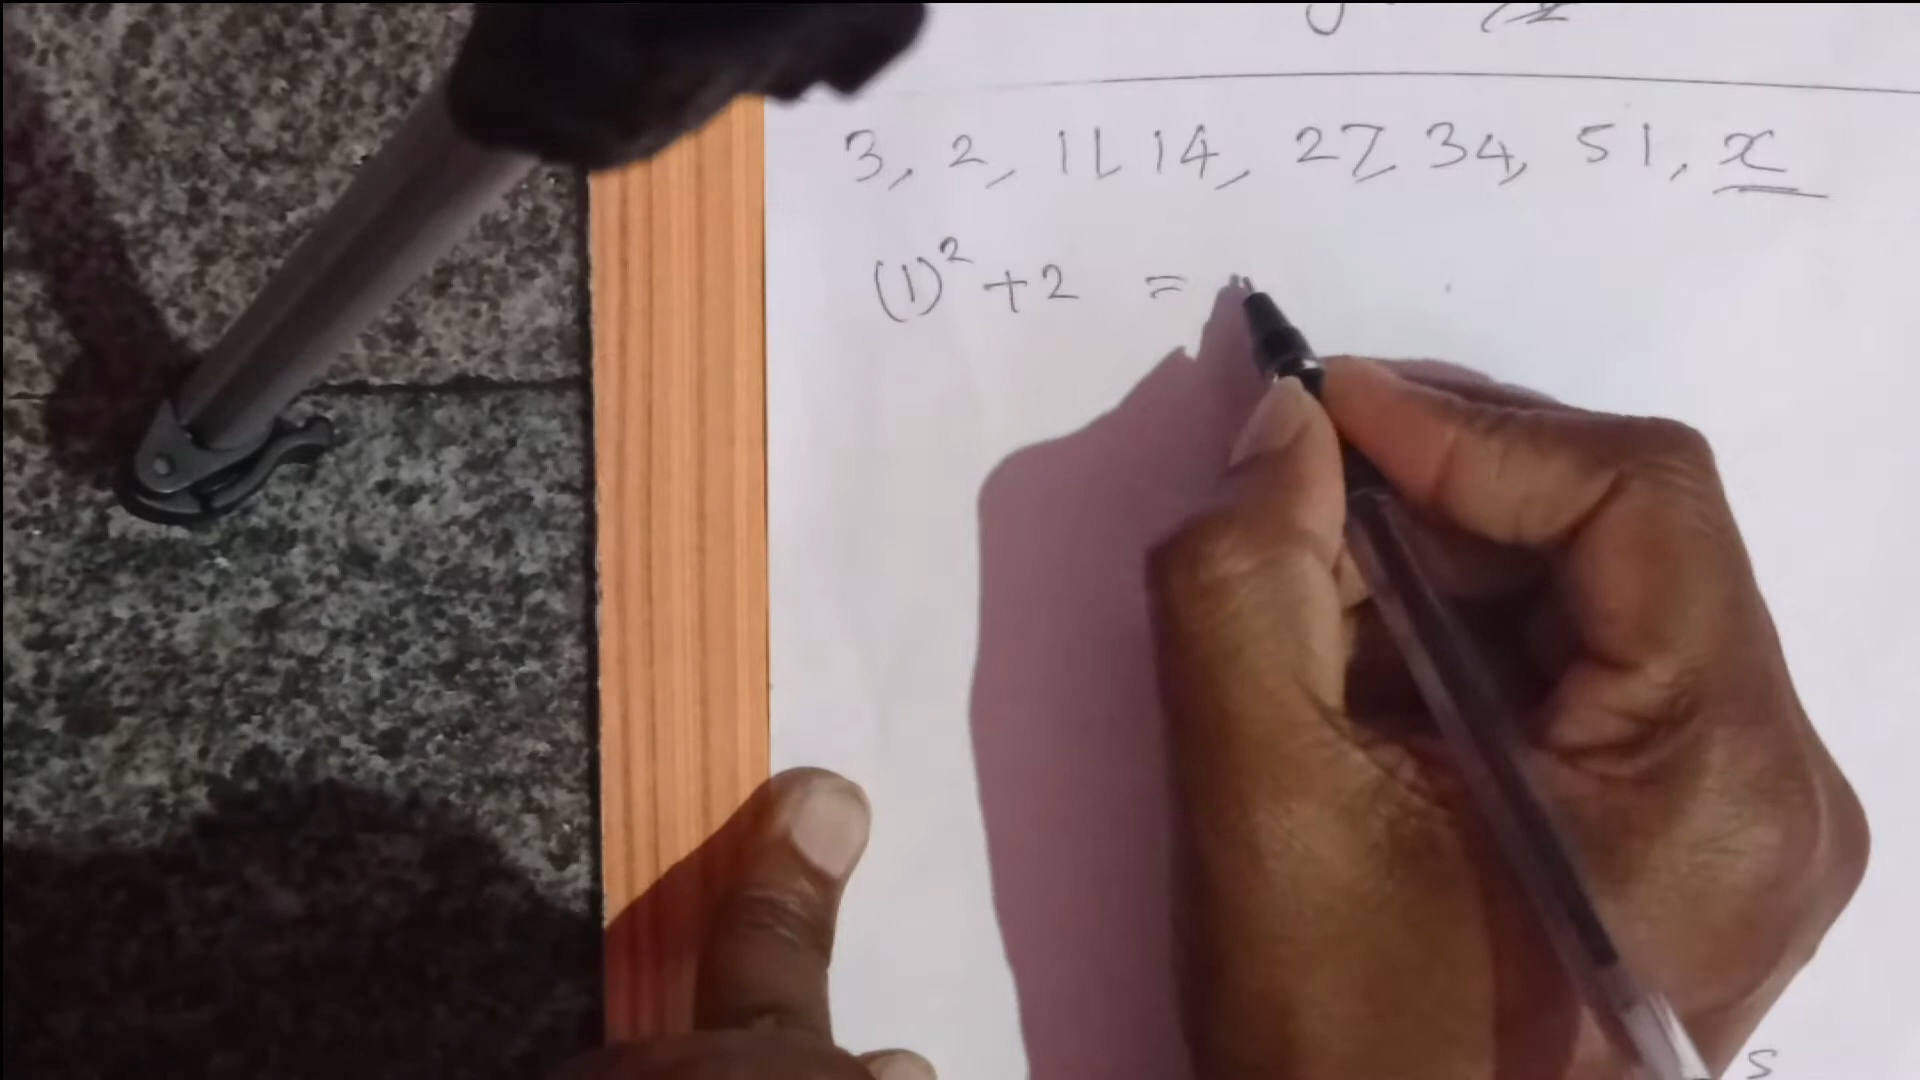 3, 2, 11, 14, 27, 34, 51, x
(1)² + 2 =
s